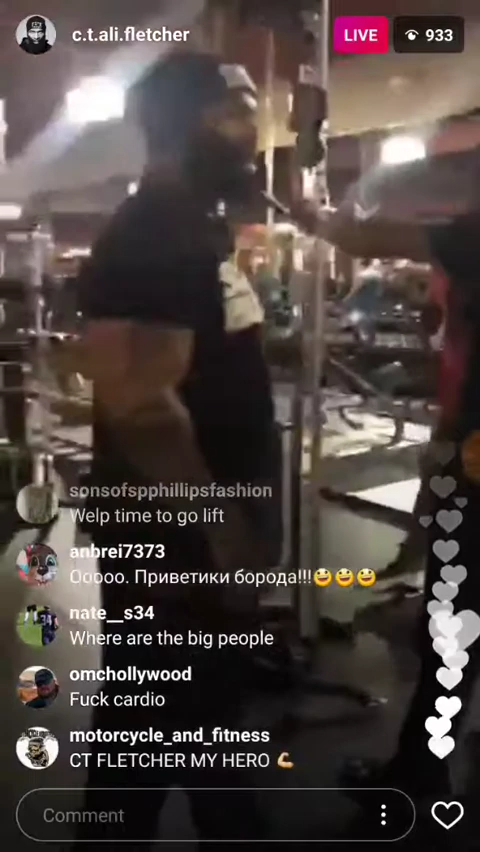 c.t.ali.fletcher
LIVE
933
sonsofspphillipsfashion
Welp time to go lift
anbrei7373
Ооооо. Приветики борода!!!😃😃😃
nate__s34
Where are the big people
omchollywood
Fuck cardio
motorcycle_and_fitness
CT FLETCHER MY HERO 💪
Comment